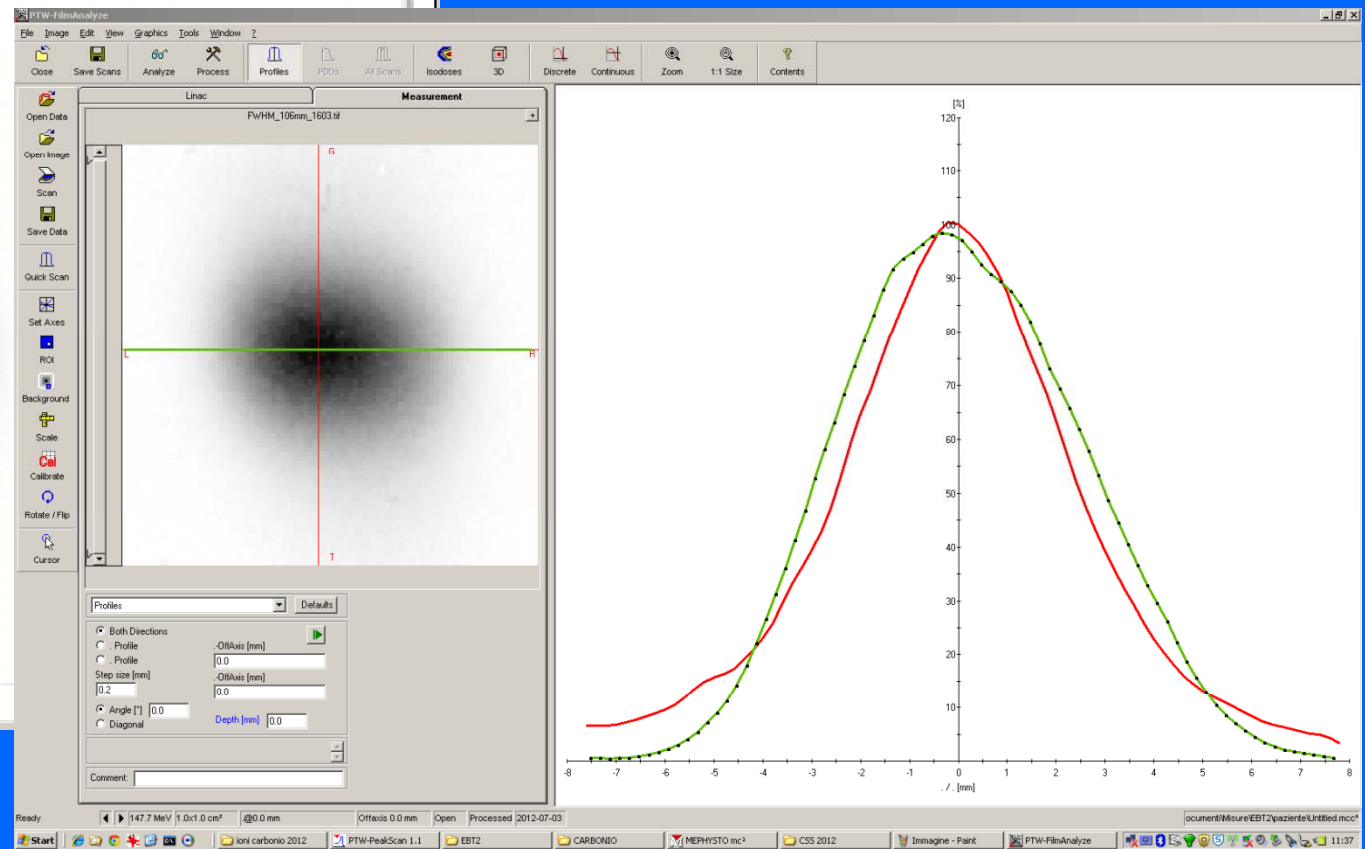 PTW-FilmAnalyze
File Image Edit View Graphics Tools Window ?
Close Save Scans Analyze Process Profiles PDDs All Scans Isodoses 3D Discrete Continuous Zoom 1:1 Size Contents
Open Data
Open Image
Scan
Save Data
Quick Scan
Set Axes
ROI
Background
Scale
Cal
Calibrate
Rotate / Flip
Cursor
Linac Measurement
FWHM_106mm_1603.tif
+
G
L R
T
Profiles Defaults
Both Directions
. Profile .-OffAxis [mm]
. Profile 0.0
Step size [mm] .-OffAxis [mm]
0.2 0.0
Angle [°] 0.0
Diagonal Depth [mm] 0.0
Comment:
[%]
120
110
100
90
80
70
60
50
40
30
20
10
-8 -7 -6 -5 -4 -3 -2 -1 0 1 2 3 4 5 6 7 8
. / . [mm]
Ready 147.7 MeV 1.0x1.0 cm² .@0.0 mm Offaxis 0.0 mm Open Processed 2012-07-03 ocumenti\Misure\EBT2\paziente\Untitled.mcc*
Start ioni carbonio 2012 PTW-PeakScan 1.1 EBT2 CARBONIO MEPHYSTO mc² CSS 2012 Immagine - Paint PTW-FilmAnalyze 11:37